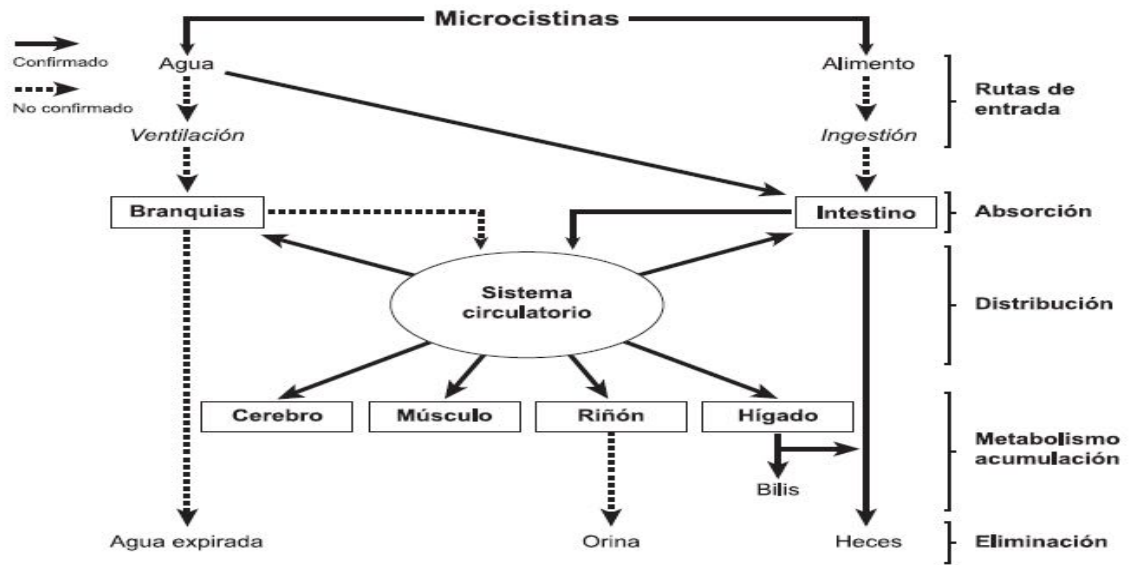 Microcistinas
Confirmado
No confirmado
Agua
Alimento
Rutas de
entrada
Ventilación
Ingestión
Branquias
Intestino
Absorción
Sistema
circulatorio
Distribución
Cerebro
Músculo
Riñón
Hígado
Metabolismo
acumulación
Bilis
Agua expirada
Orina
Heces
Eliminación